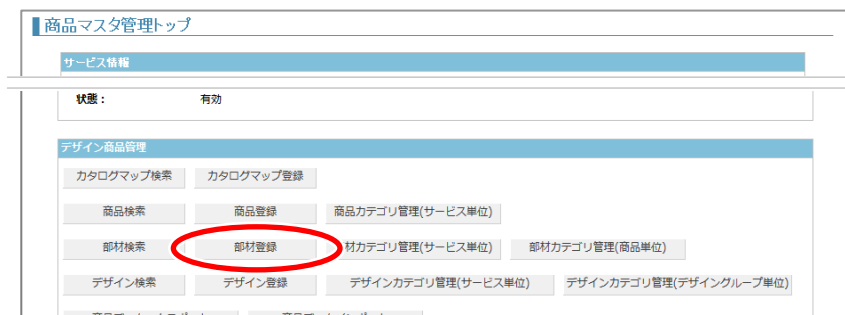 商品マスタ管理トップ
サービス情報
状態： 有効
デザイン商品管理
カタログマップ検索 カタログマップ登録
商品検索 商品登録 商品カテゴリ管理(サービス単位)
部材検索 部材登録 材カテゴリ管理(サービス単位) 部材カテゴリ管理(商品単位)
デザイン検索 デザイン登録 デザインカテゴリ管理(サービス単位) デザインカテゴリ管理(デザイングループ単位)